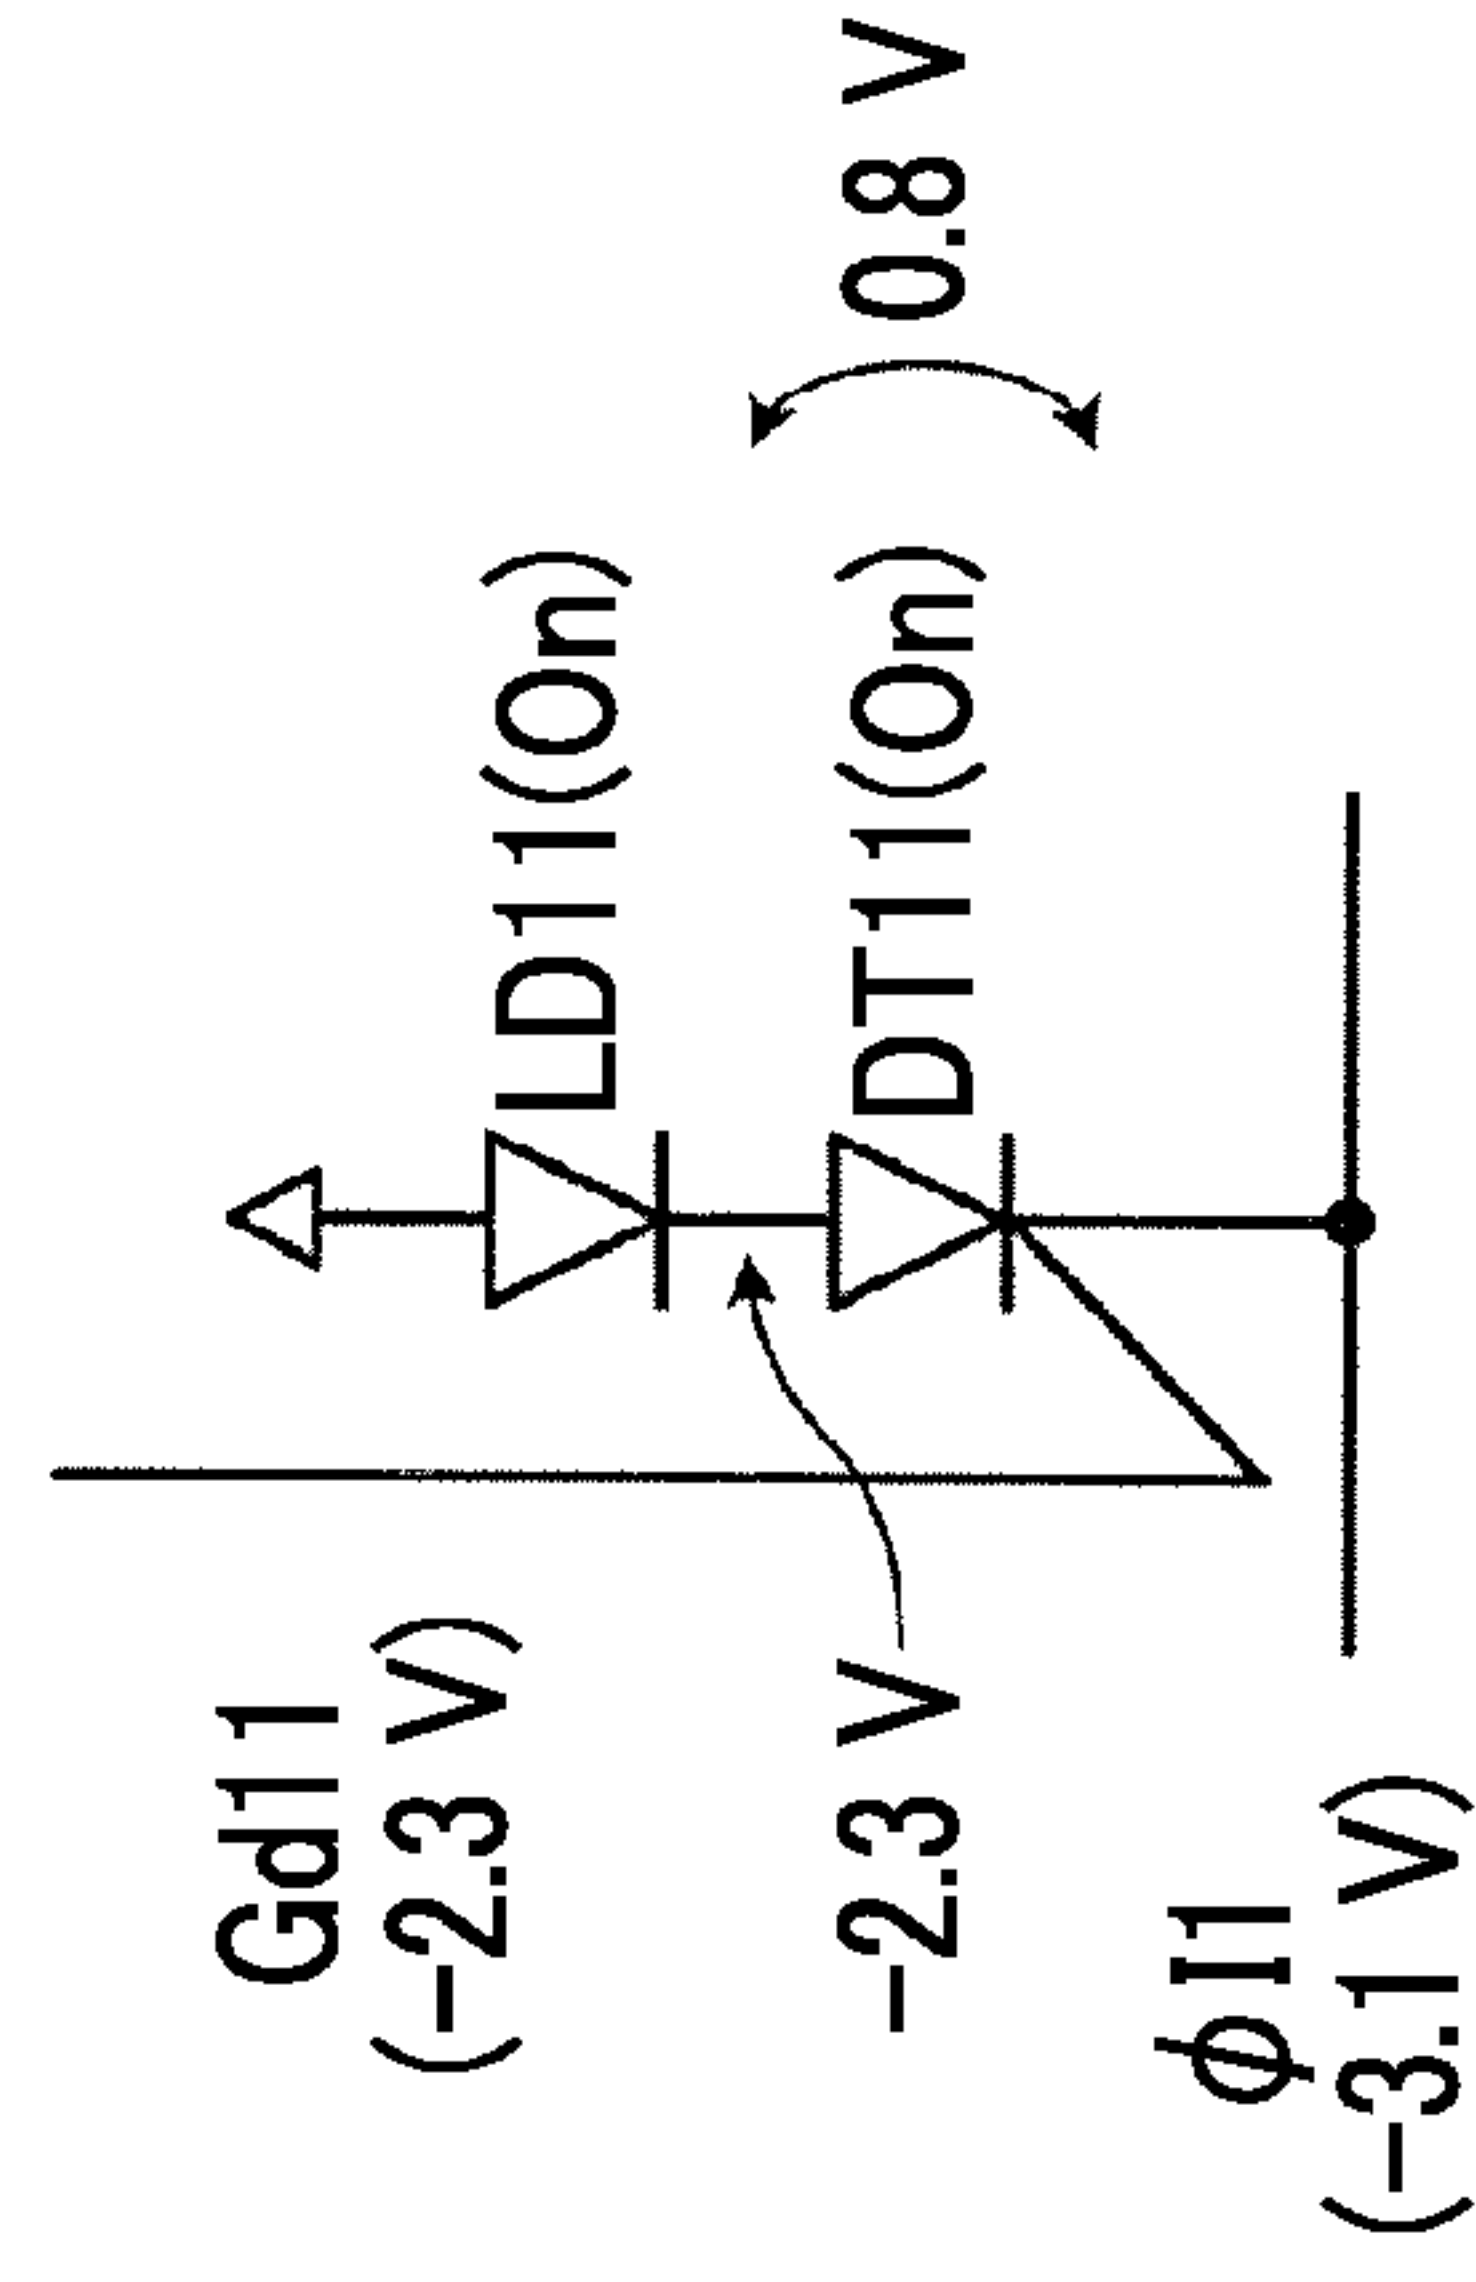 Gd11
(−2.3 V)
LD11(On)
−2.3 V
DT11(On)
0.8 V
φI1
(−3.1 V)